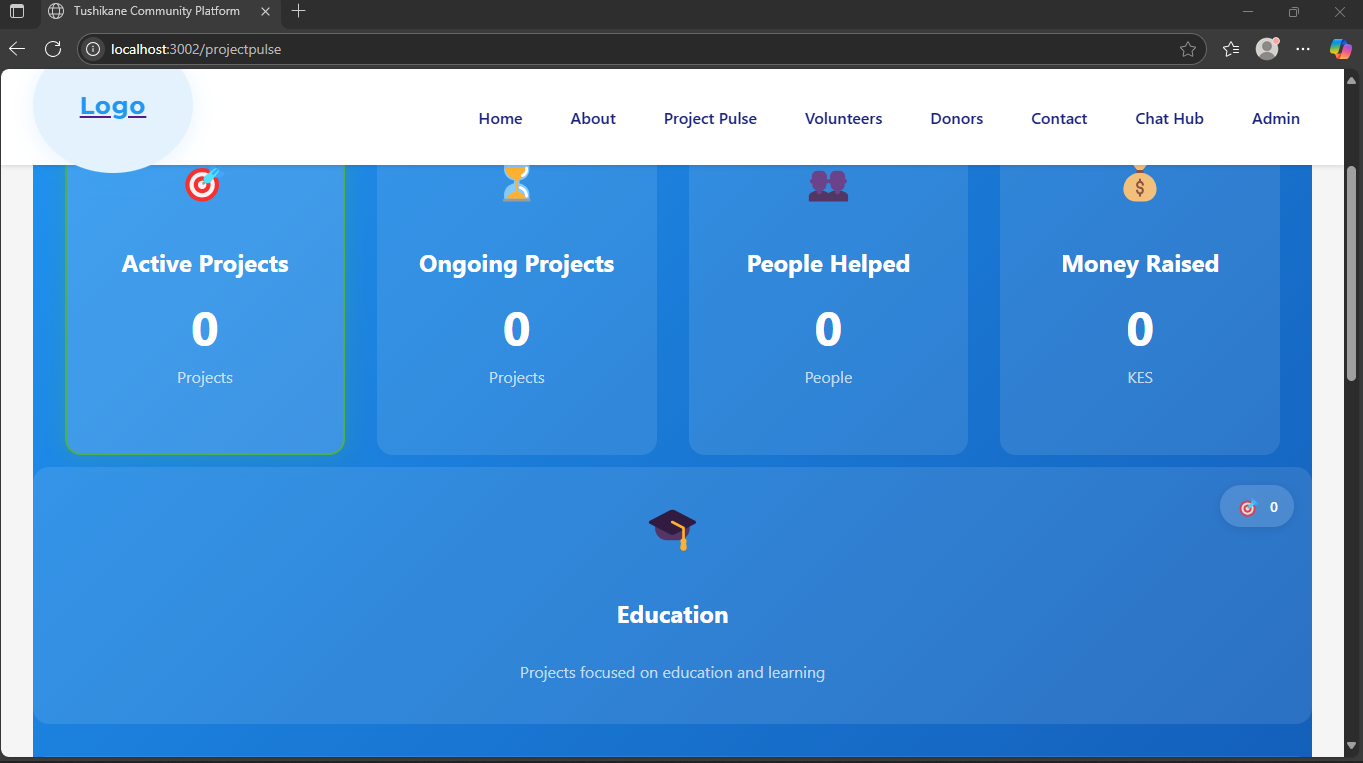 Tushikane Community Platform
localhost:3002/projectpulse
Logo
Home About Project Pulse Volunteers Donors Contact Chat Hub Admin
Active Projects Ongoing Projects People Helped Money Raised
0 0 0 0
Projects Projects People KES
0
Education
Projects focused on education and learning